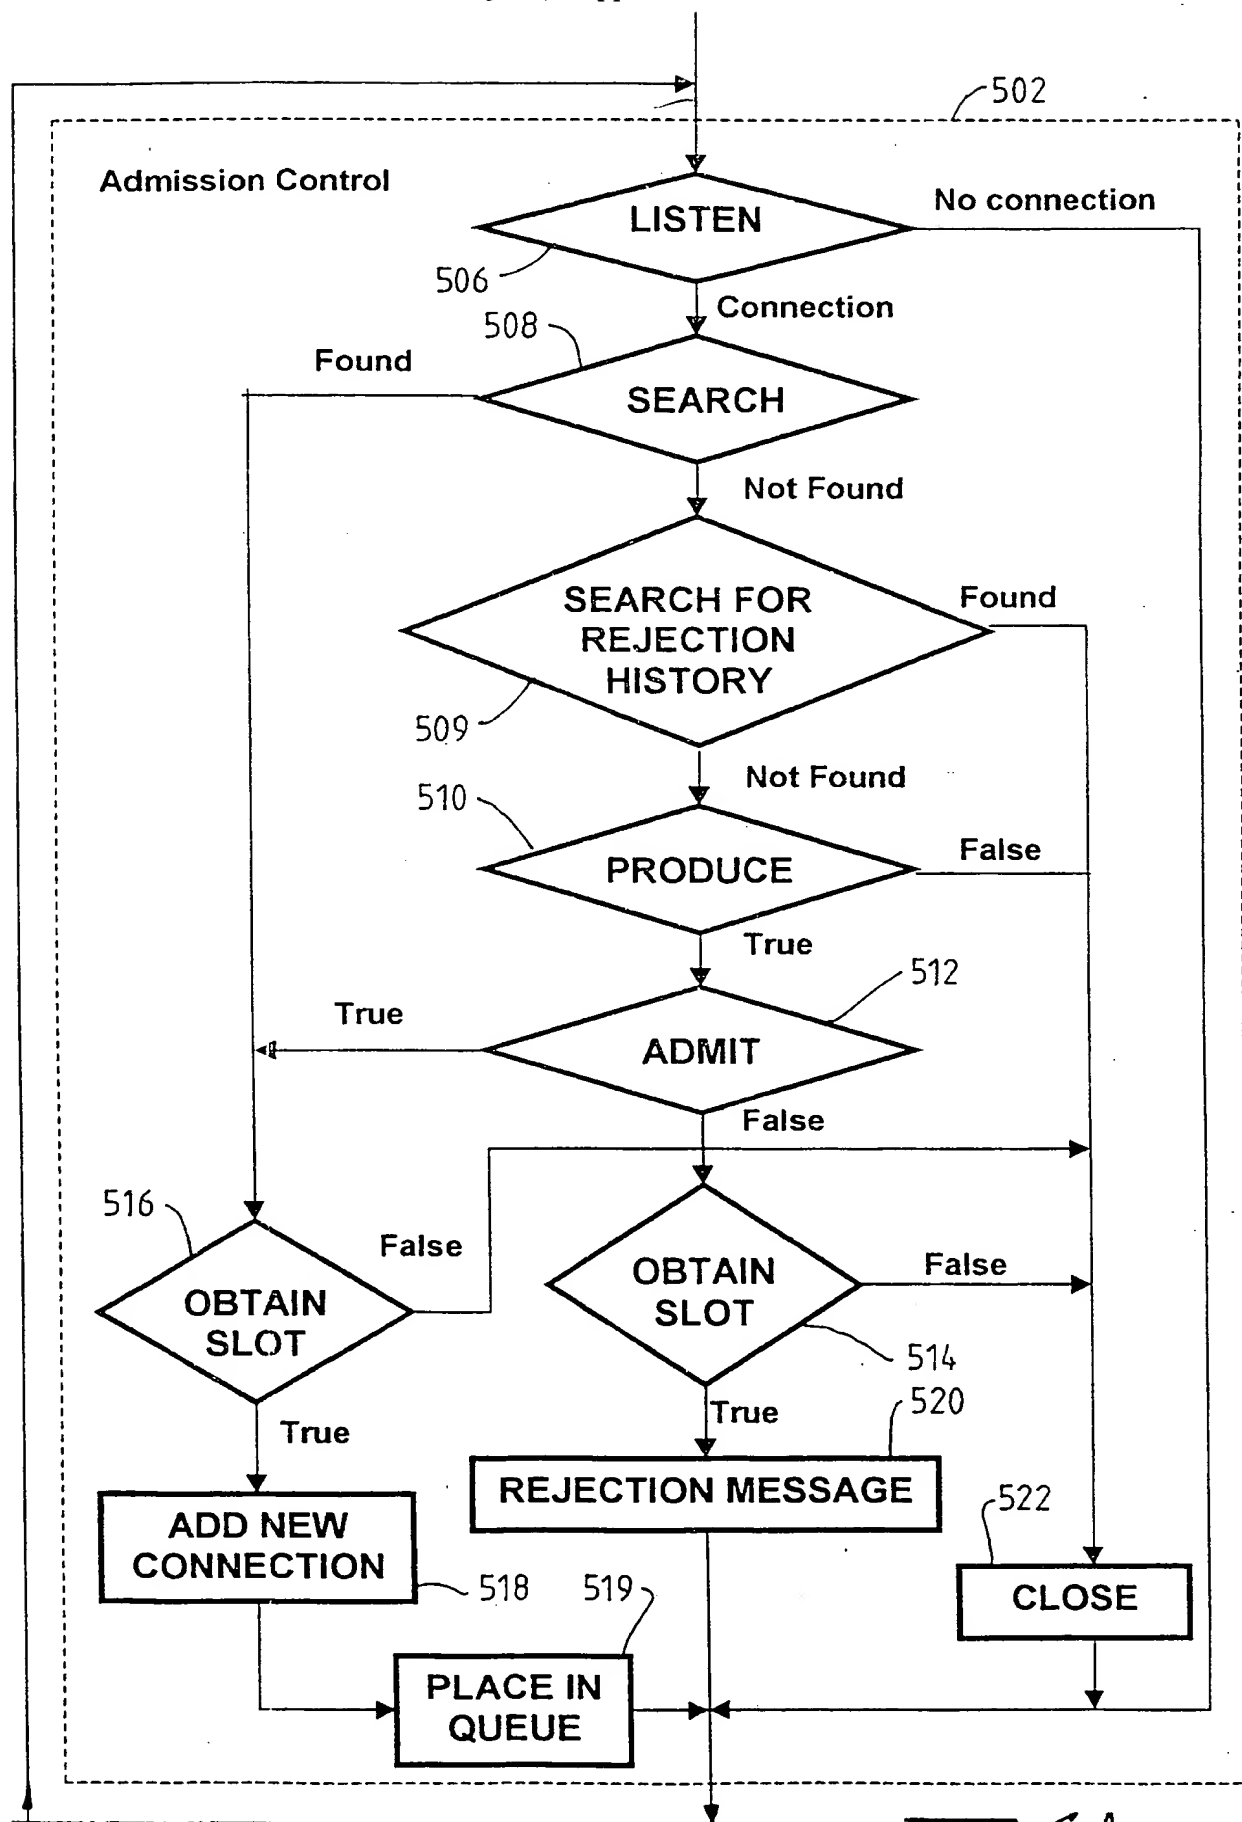 502
Admission Control
LISTEN
No connection
506
Connection
508
Found
SEARCH
Not Found
SEARCH FOR
REJECTION
HISTORY
Found
509
Not Found
510
PRODUCE
False
True
512
True
ADMIT
False
516
False
OBTAIN
SLOT
OBTAIN
SLOT
False
514
True
520
True
REJECTION MESSAGE
522
ADD NEW
CONNECTION
518
519
CLOSE
PLACE IN
QUEUE